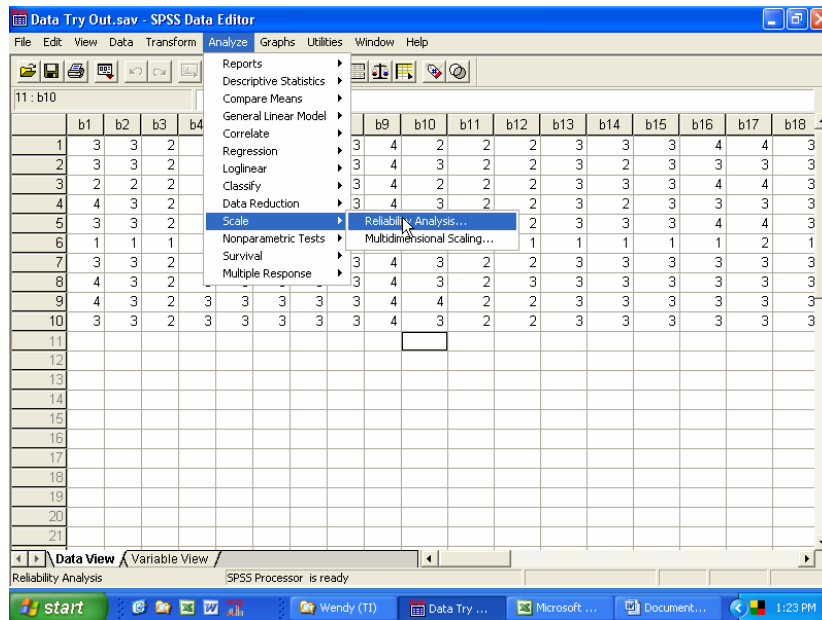 Data Try Out.sav - SPSS Data Editor
File Edit View Data Transform Analyze Graphs Utilities Window Help
11 : b10
Reports
Descriptive Statistics
Compare Means
General Linear Model
Correlate
Regression
Loglinear
Classify
Data Reduction
Scale
Nonparametric Tests
Survival
Multiple Response
Reliability Analysis...
Multidimensional Scaling...
b1 b2 b3 b4 b9 b10 b11 b12 b13 b14 b15 b16 b17 b18
1 3 3 2 3 4 2 2 2 3 3 3 4 4 3
2 3 3 2 3 4 3 2 2 3 2 3 3 3 3
3 2 2 2 3 4 2 2 2 3 3 3 4 4 3
4 4 3 2 3 4 3 2 2 3 2 3 3 3 3
5 3 3 2 2 3 3 3 4 4 3
6 1 1 1 1 1 1 1 1 2 1
7 3 3 2 3 4 3 2 2 3 3 3 3 3 3
8 4 3 2 3 3 3 3 3 4 3 2 3 3 3 3 3 3 3
9 4 3 2 3 3 3 3 3 4 4 2 2 3 3 3 3 3 3
10 3 3 2 3 3 3 3 3 4 3 2 2 3 3 3 3 3 3
11
12
13
14
15
16
17
18
19
20
21
Data View Variable View
Reliability Analysis SPSS Processor is ready
start Wendy (TI) Data Try ... Microsoft ... Document... 1:23 PM